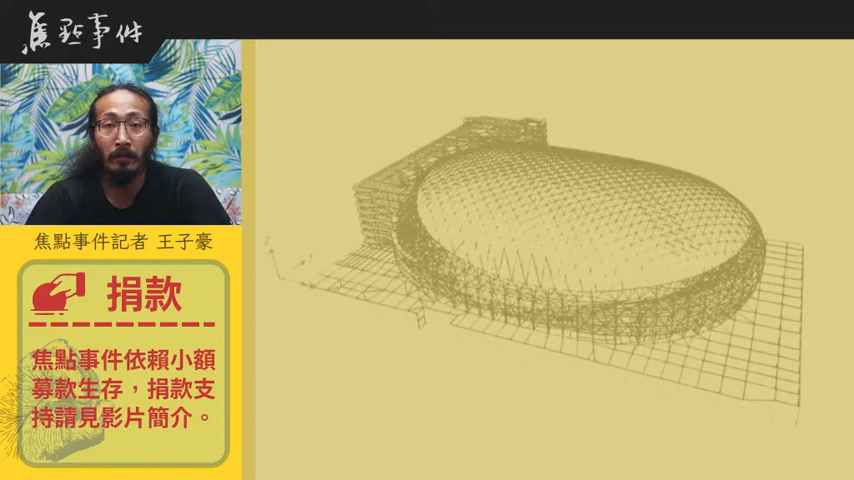 焦點事件
焦點事件記者 王子豪
捐款
焦點事件依賴小額
募款生存，捐款支
持請見影片簡介。